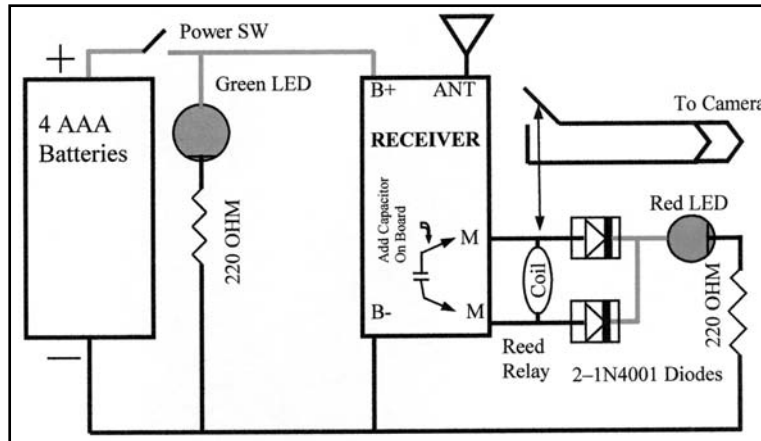 Power SW
+
Green LED
4 AAA
Batteries
B+
ANT
To Camera
RECEIVER
Red LED
220 OHM
Add Capacitor
On Board
M
Coil
B-
M
220 OHM
—
Reed
Relay
2–1N4001 Diodes